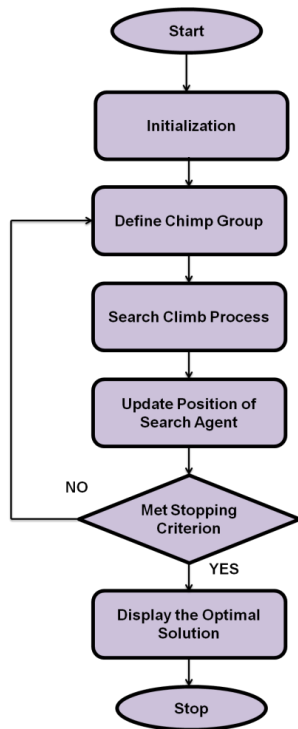 Start
Initialization
Define Chimp Group
Search Climb Process
Update Position of
Search Agent
NO
Met Stopping
Criterion
YES
Display the Optimal
Solution
Stop